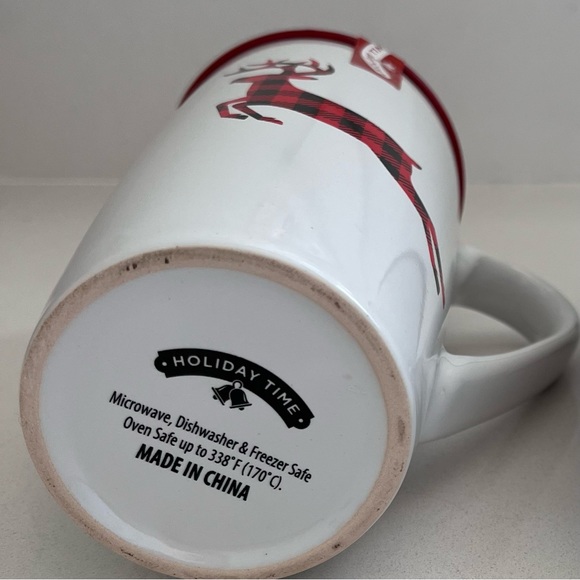 HOLIDAY TIME
Microwave, Dishwasher & Freezer Safe
Oven Safe up to 338°F (170°C).
MADE IN CHINA